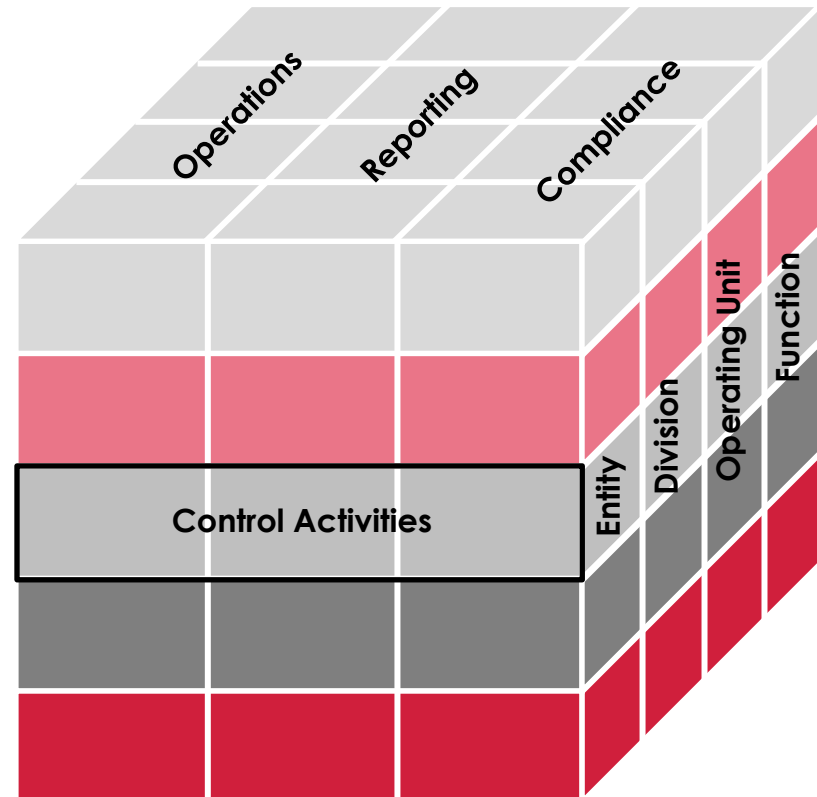 Operations
Reporting
Compliance
Control Activities
Entity
Division
Operating Unit
Function